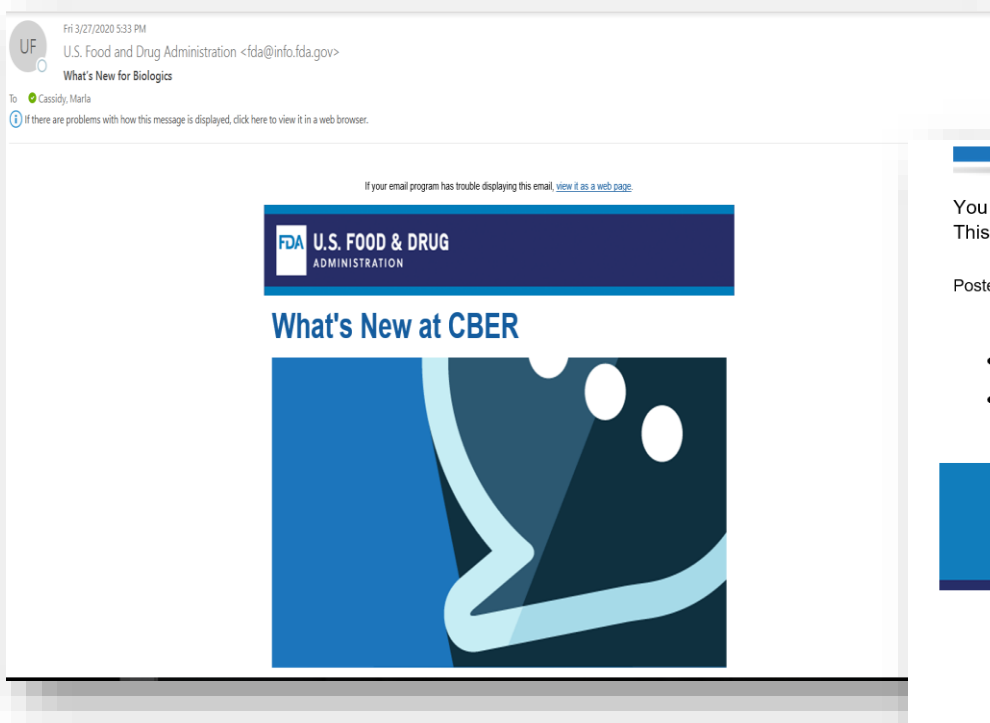 UF
Fri 3/27/2020 5:33 PM
U.S. Food and Drug Administration <fda@info.fda.gov>
What's New for Biologics
To Cassidy, Marla
If there are problems with how this message is displayed, click here to view it in a web browser.
If your email program has trouble displaying this email, view it as a web page.
FDA U.S. FOOD & DRUG
ADMINISTRATION
What's New at CBER
You
This